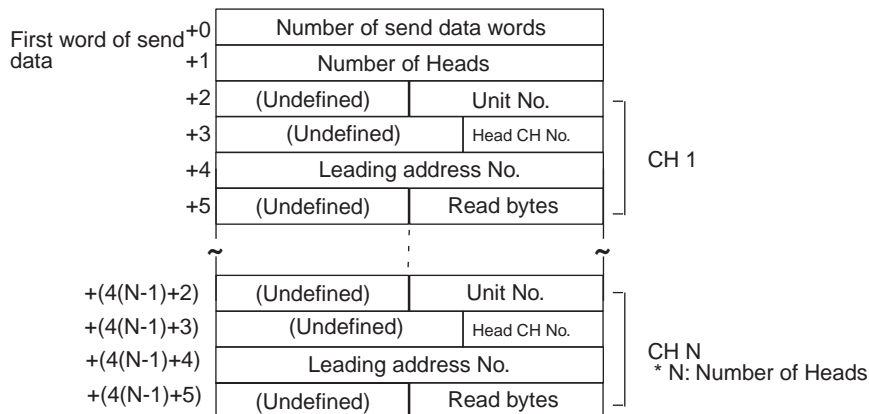 First word of send data
+0 Number of send data words
+1 Number of Heads
+2 (Undefined) Unit No.
+3 (Undefined) Head CH No.
+4 Leading address No.
+5 (Undefined) Read bytes
CH 1
~ ~
+(4(N-1)+2) (Undefined) Unit No.
+(4(N-1)+3) (Undefined) Head CH No.
+(4(N-1)+4) Leading address No.
+(4(N-1)+5) (Undefined) Read bytes
CH N
* N: Number of Heads